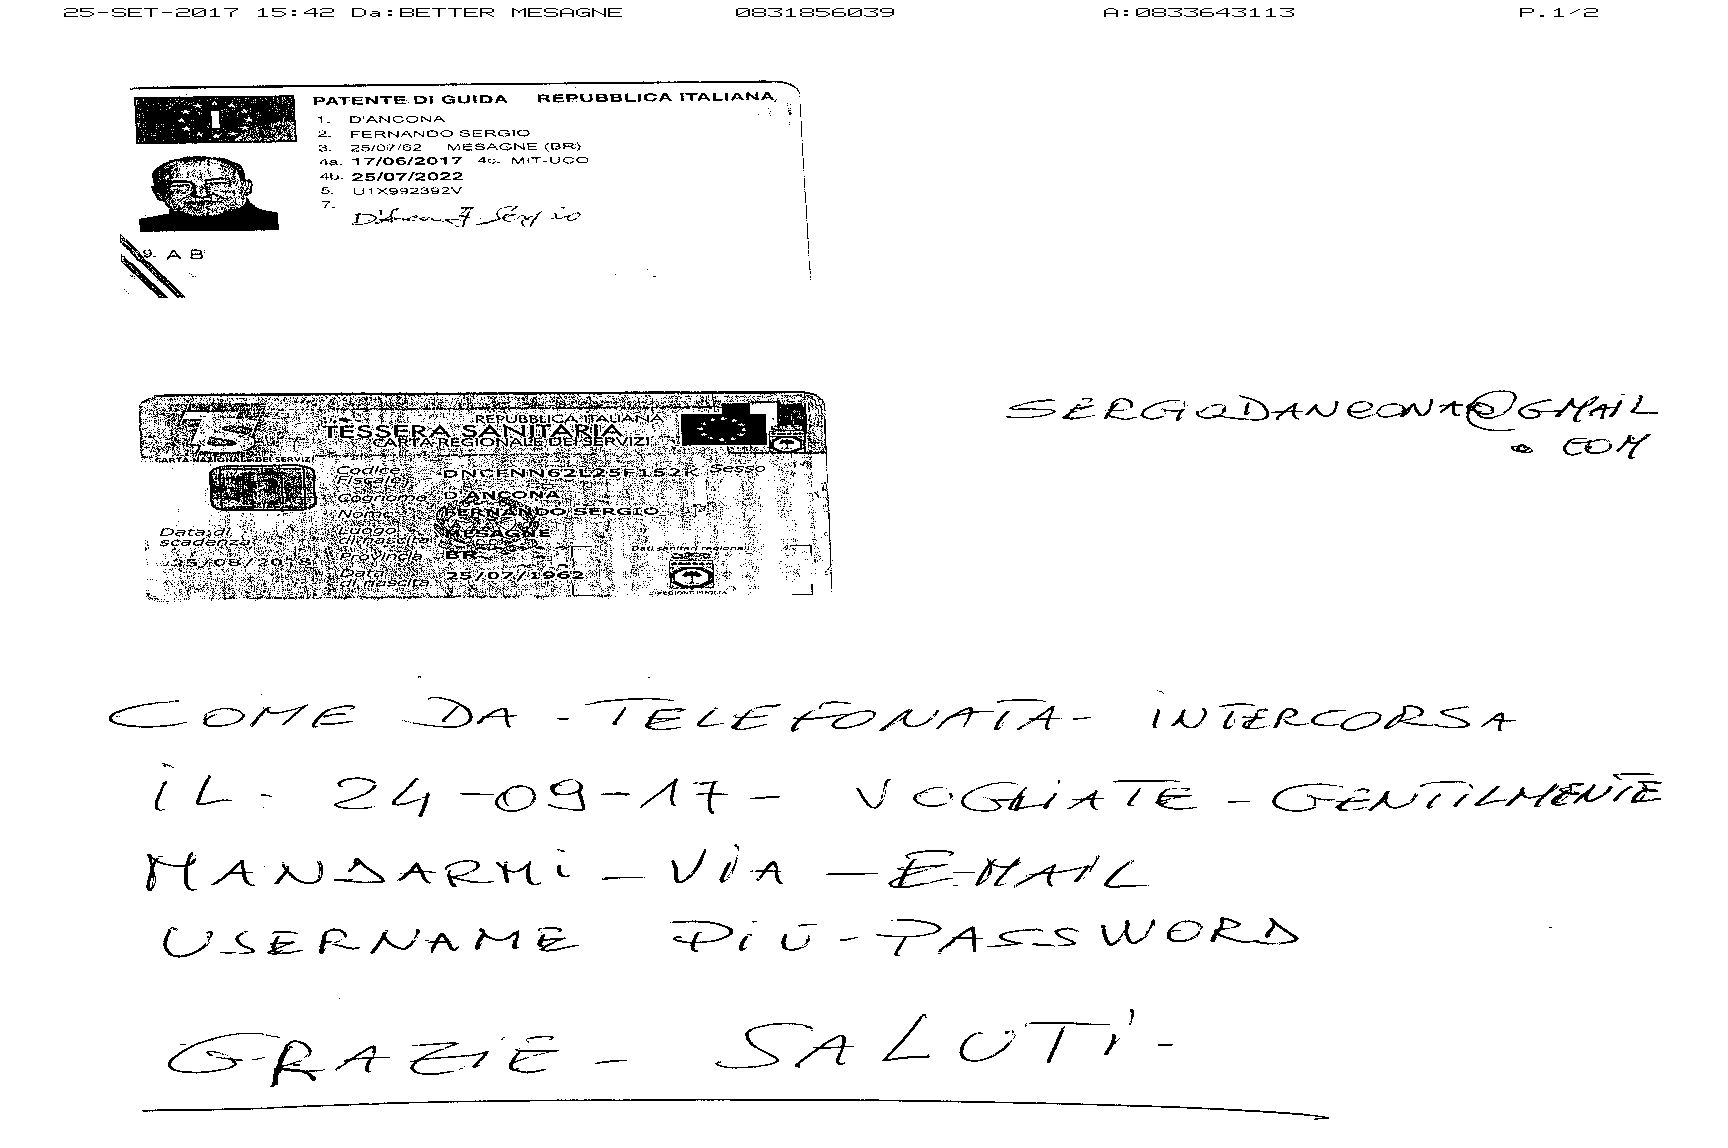 25-SET-2017 15:42 Da:BETTER MESAGNE 0831856039 A:0833643113 P.1/2
PATENTE DI GUIDA REPUBBLICA ITALIANA
1. D'ANCONA
2. FERNANDO SERGIO
3. 25/07/62 MESAGNE (BR)
4a. 17/06/2017 4c. MIT-UCO
4b. 25/07/2022
5. U1X992392V
7.
9. A B
REPUBBLICA ITALIANA
TESSERA SANITARIA
CARTA REGIONALE DEI SERVIZI
CARTA NAZIONALE DEI SERVIZI
Codice Fiscale DNCFNN62L25F152K Sesso
Cognome D'ANCONA
Nome FERNANDO SERGIO
Luogo di nascita MESAGNE
Provincia BR
Data di nascita 25/07/1962
Data di scadenza
Dati sanitari regionali
SERGIODANCONA@GMAIL
.COM
COME DA - TELEFONATA - INTERCORSA
IL - 24-09-17 - VOGLIATE - GENTILMENTE
MANDARMI - VIA - E-MAIL
USERNAME PIÙ - PASSWORD
GRAZIE - SALUTI -